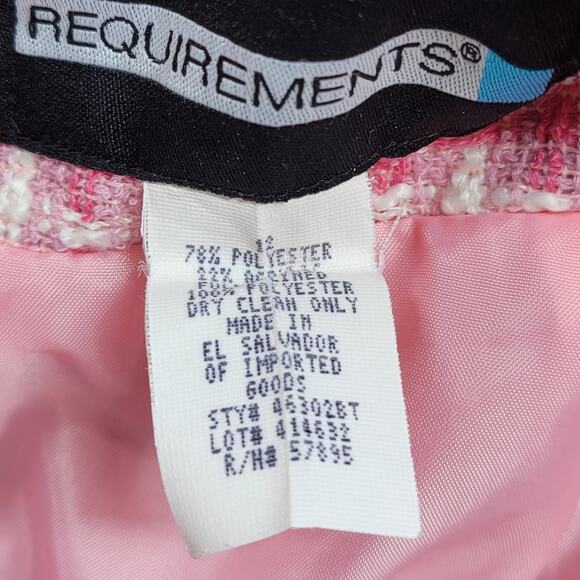 REQUIREMENTS®
12
78% POLYESTER
22%
100% POLYESTER
DRY CLEAN ONLY
MADE IN
EL SALVADOR
OF IMPORTED
GOODS
STY# 46302BT
LOT# 414632
R/H# 57895